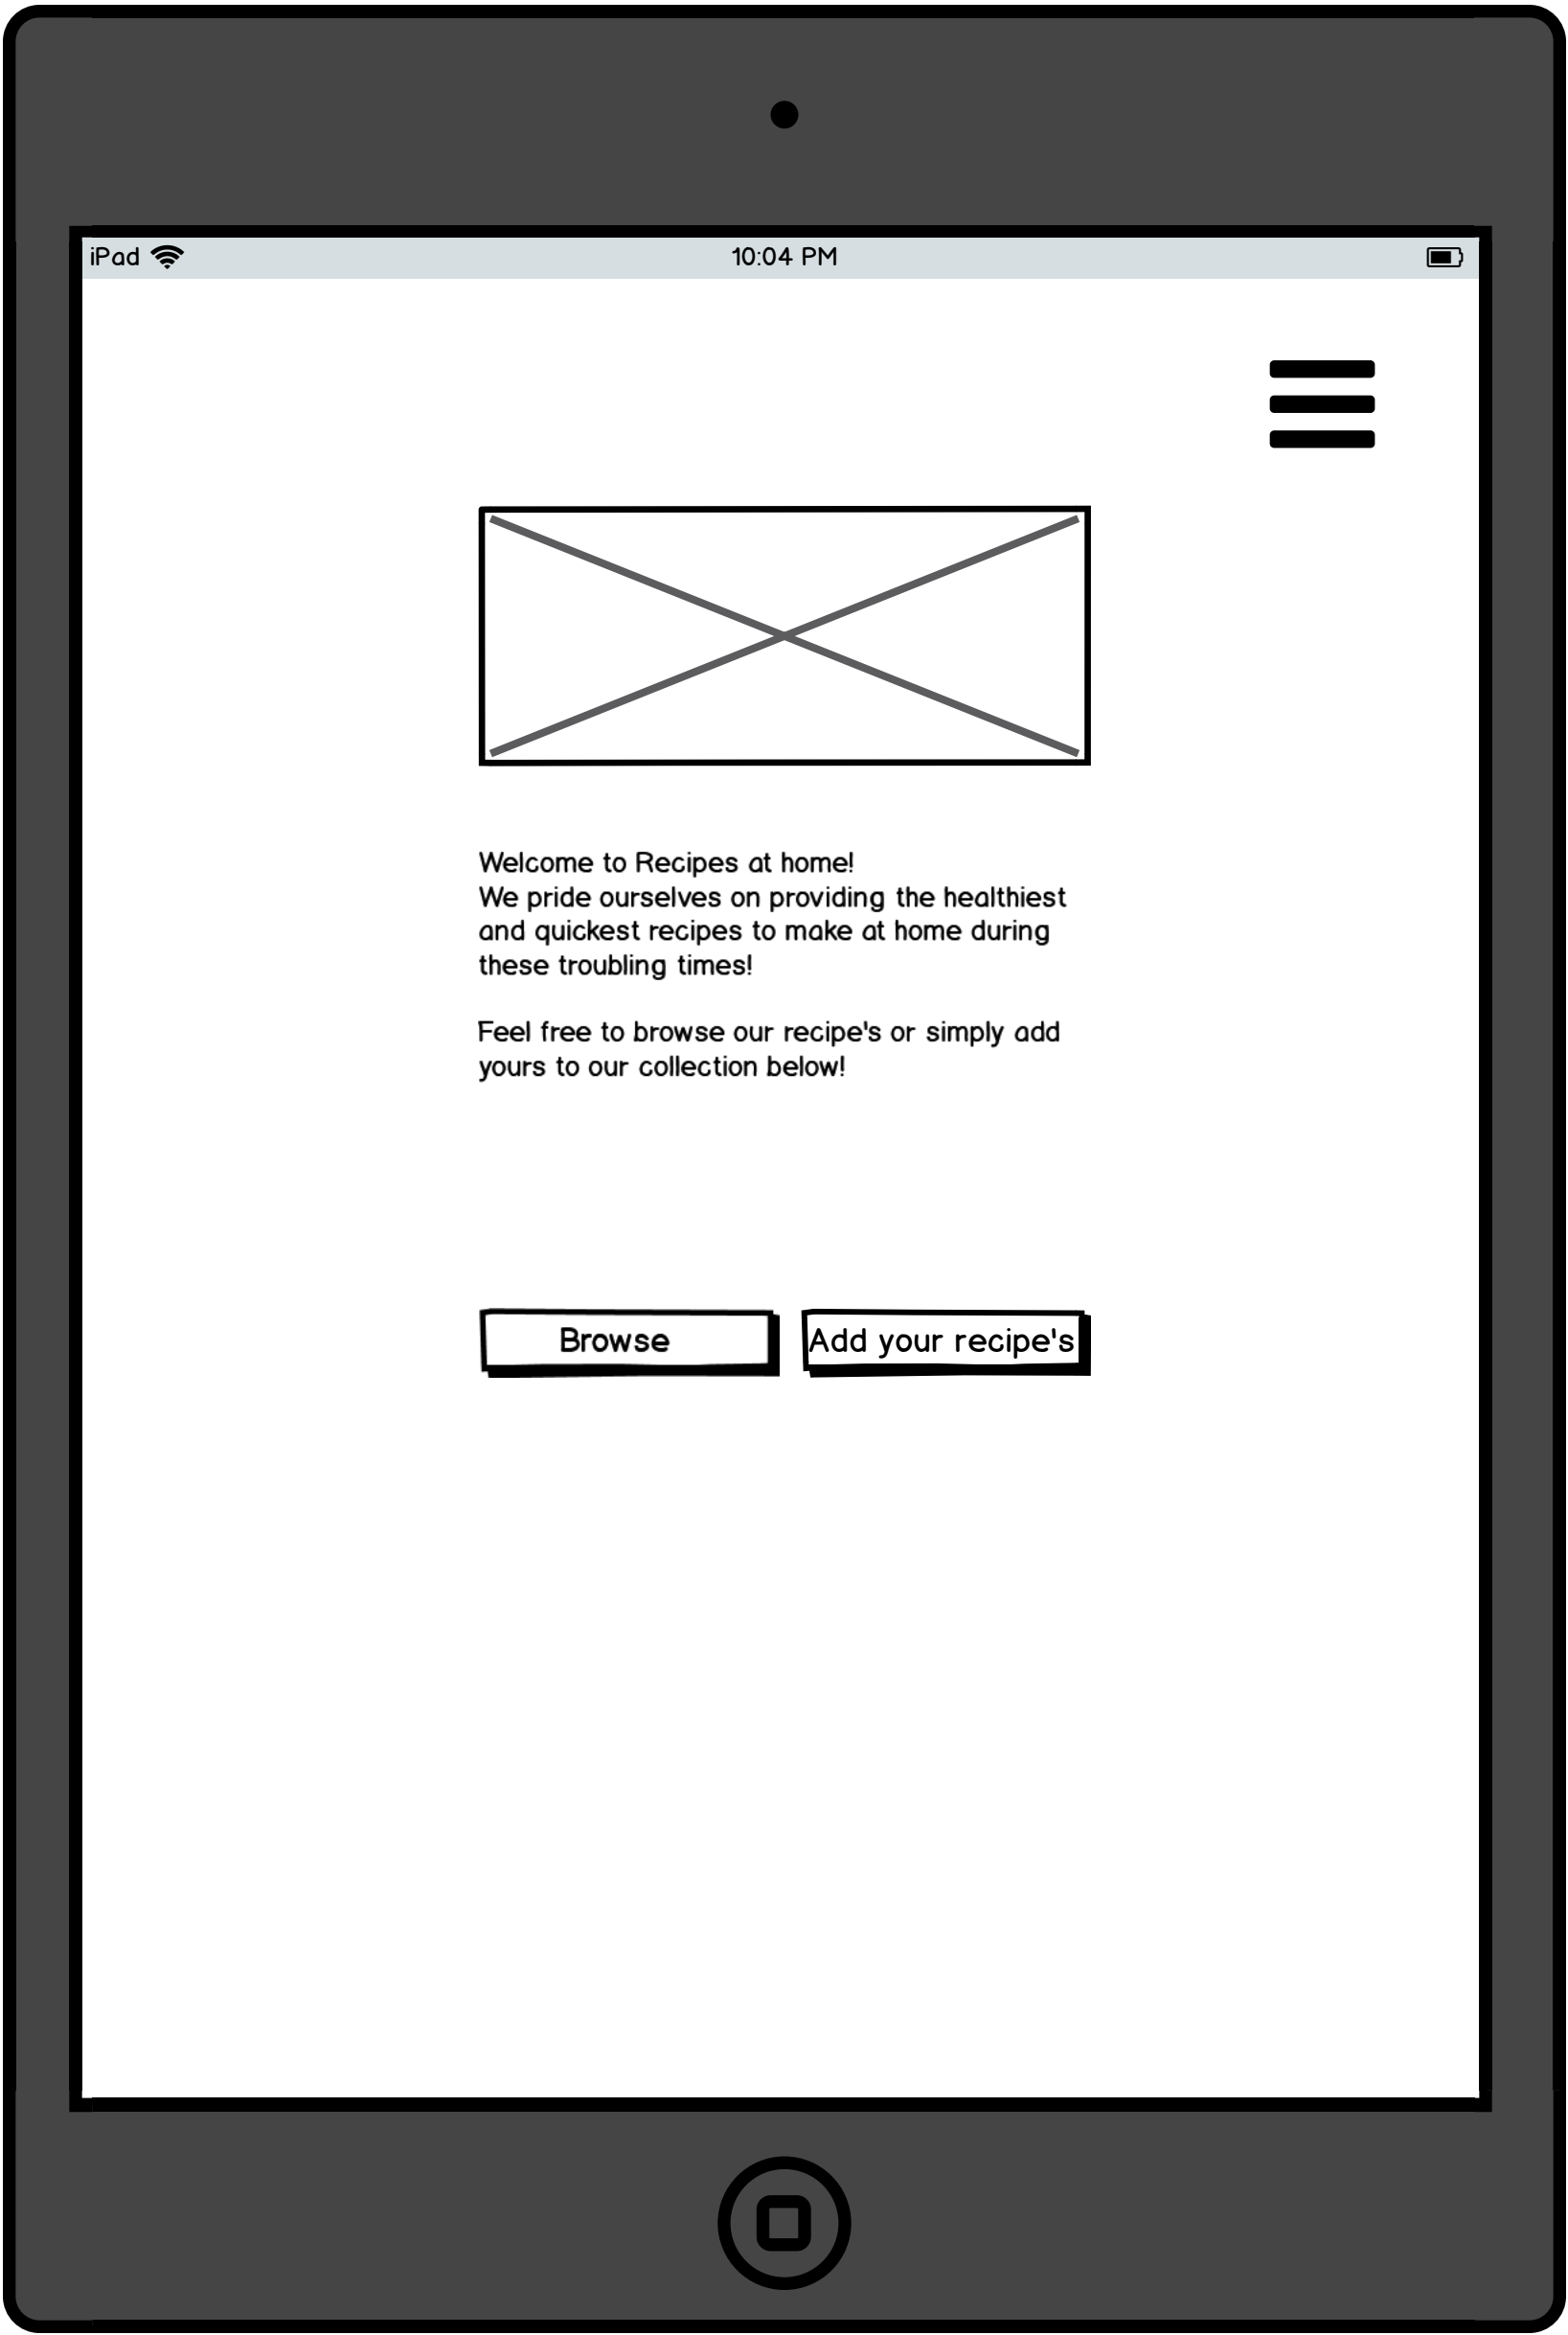 iPad 10:04 PM
Welcome to Recipes at home!
We pride ourselves on providing the healthiest
and quickest recipes to make at home during
these troubling times!
Feel free to browse our recipe's or simply add
yours to our collection below!
Browse Add your recipe's